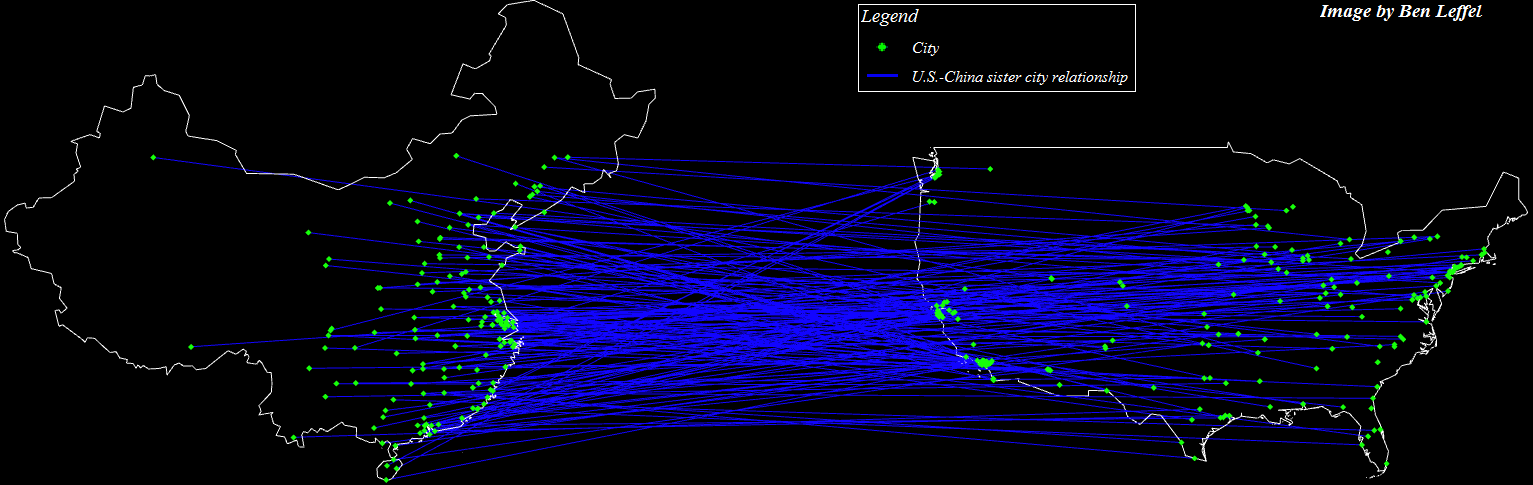 Legend
City
U.S.-China sister city relationship
Image by Ben Leffel